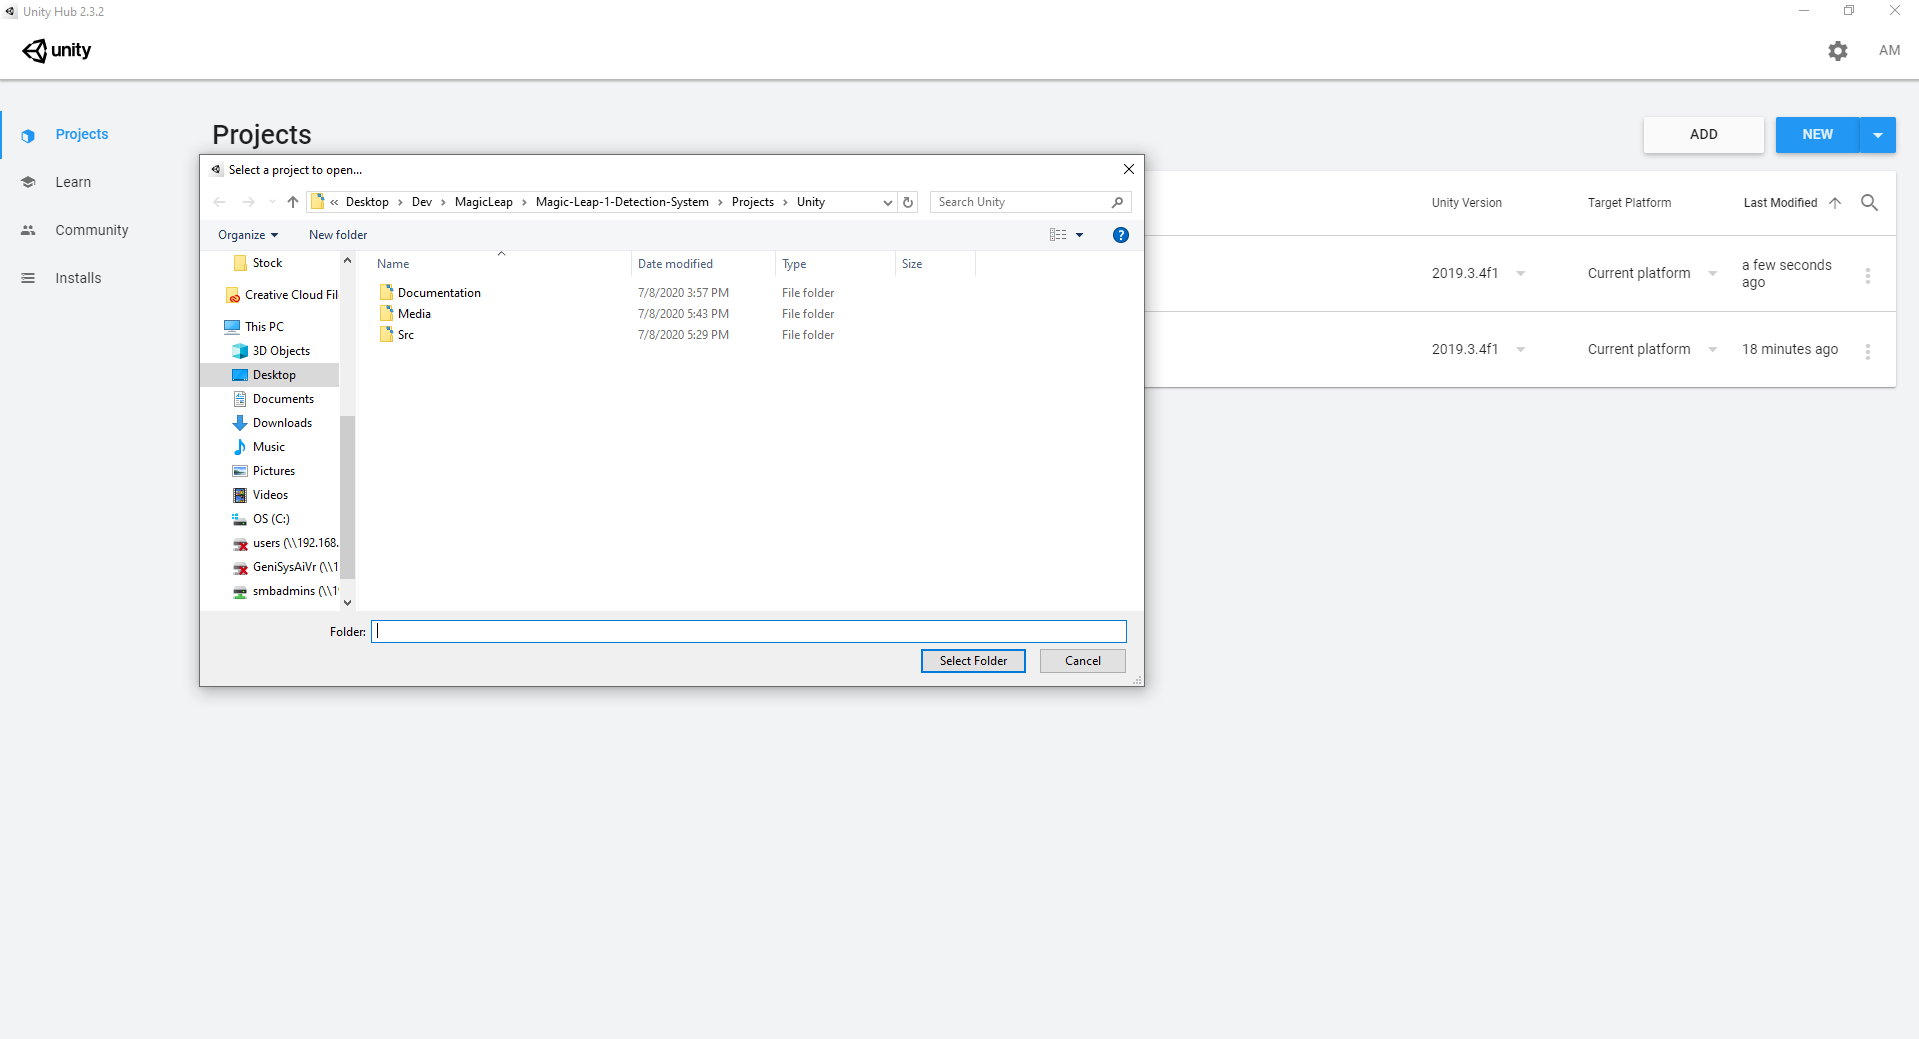 Unity Hub 2.3.2
unity
AM
Projects
Learn
Community
Installs
Projects
ADD
NEW
Unity Version
Target Platform
Last Modified
2019.3.4f1
Current platform
a few seconds
ago
2019.3.4f1
Current platform
18 minutes ago
Select a project to open...
« Desktop › Dev › MagicLeap › Magic-Leap-1-Detection-System › Projects › Unity
Search Unity
Organize
New folder
?
Stock
Creative Cloud Fil
This PC
3D Objects
Desktop
Documents
Downloads
Music
Pictures
Videos
OS (C:)
users (\\192.168.
GeniSysAiVr (\\1
smbadmins (\\19
Name
Date modified
Type
Size
Documentation 7/8/2020 3:57 PM File folder
Media 7/8/2020 5:43 PM File folder
Src 7/8/2020 5:29 PM File folder
Folder:
Select Folder
Cancel